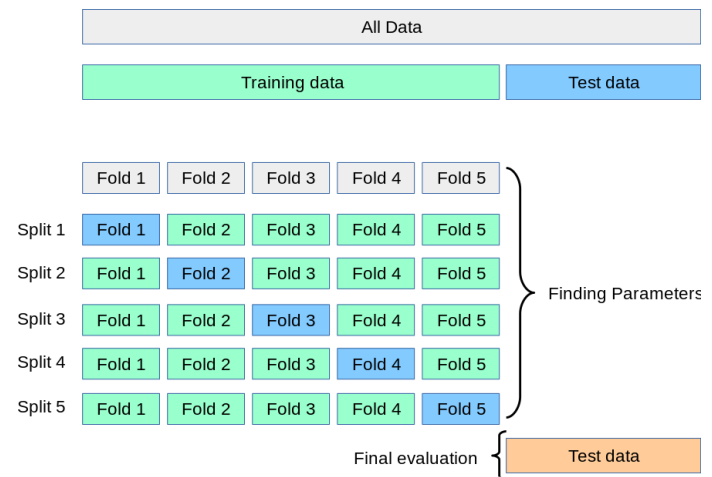 All Data
Training data Test data
Fold 1 Fold 2 Fold 3 Fold 4 Fold 5
Split 1 Fold 1 Fold 2 Fold 3 Fold 4 Fold 5
Split 2 Fold 1 Fold 2 Fold 3 Fold 4 Fold 5
Finding Parameters
Split 3 Fold 1 Fold 2 Fold 3 Fold 4 Fold 5
Split 4 Fold 1 Fold 2 Fold 3 Fold 4 Fold 5
Split 5 Fold 1 Fold 2 Fold 3 Fold 4 Fold 5
Final evaluation Test data